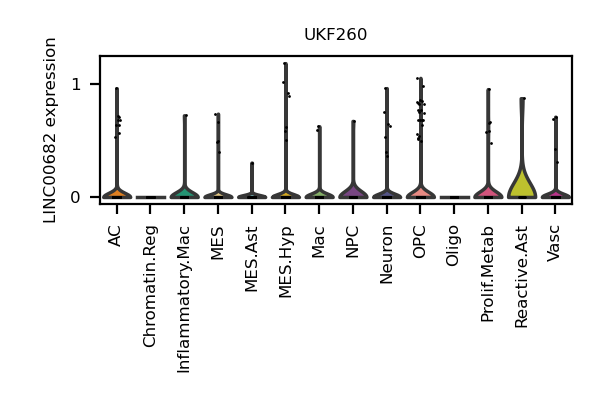 UKF260
LINC00682 expression
1
0
AC
Chromatin.Reg
Inflammatory.Mac
MES
MES.Ast
MES.Hyp
Mac
NPC
Neuron
OPC
Oligo
Prolif.Metab
Reactive.Ast
Vasc